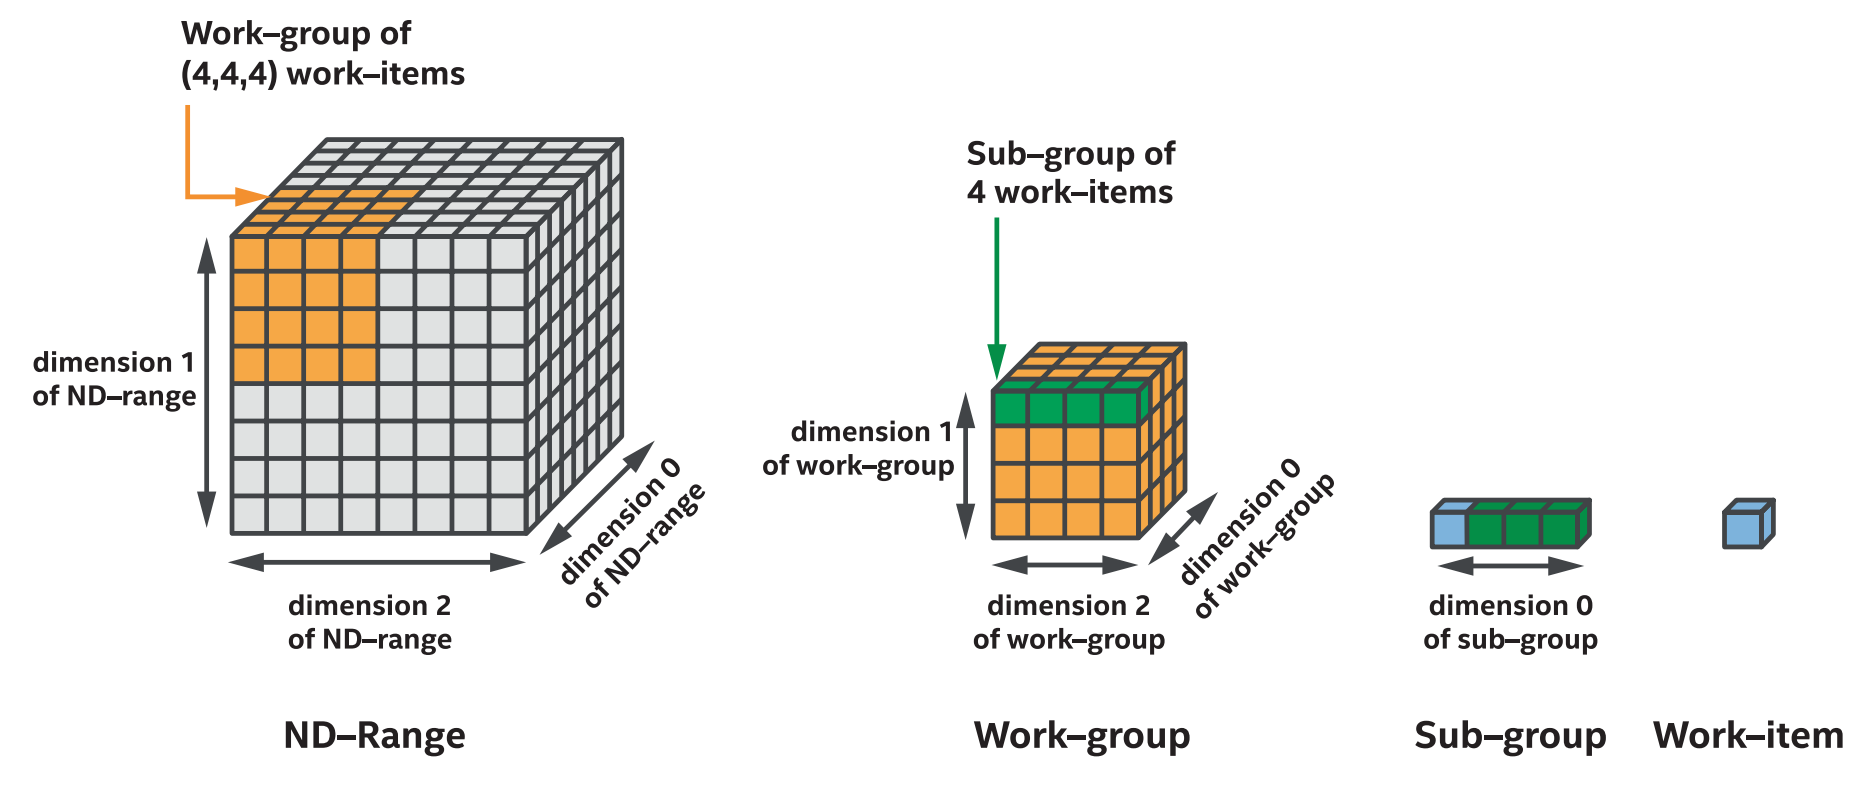 Work–group of
(4,4,4) work–items
dimension 1
of ND–range
dimension 2
of ND–range
dimension 0
of ND–range
ND–Range
Sub–group of
4 work–items
dimension 1
of work–group
dimension 2
of work–group
dimension 0
of work–group
Work–group
dimension 0
of sub–group
Sub–group
Work–item